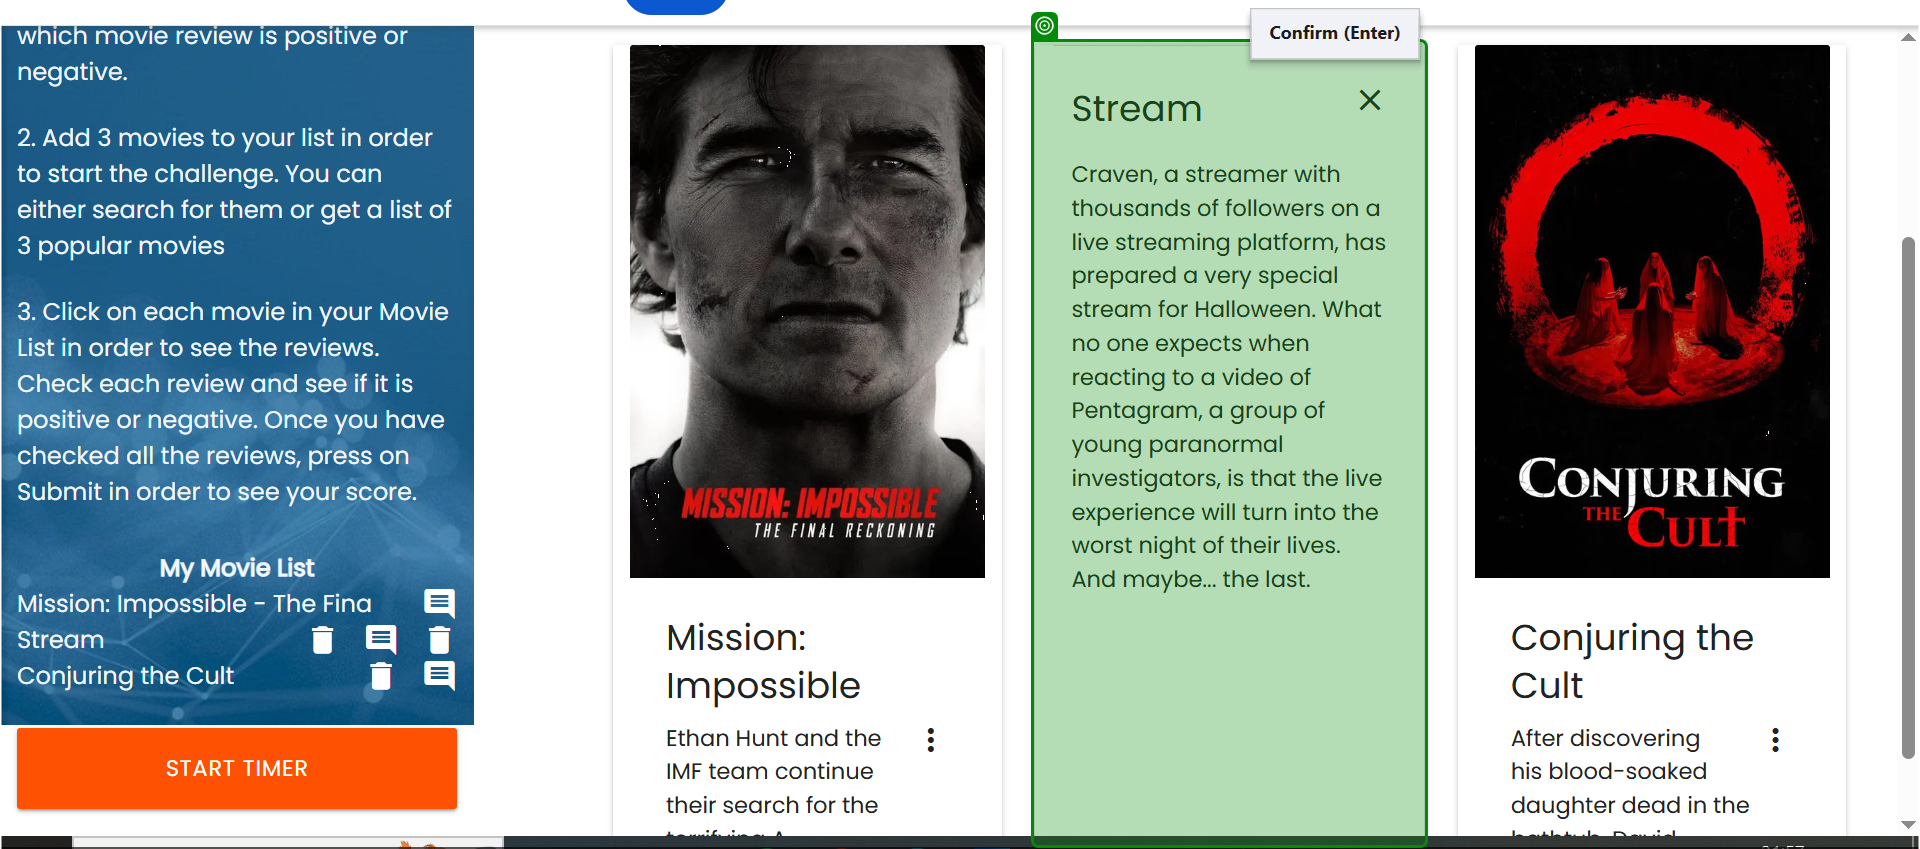 which movie review is positive or
negative.
2. Add 3 movies to your list in order
to start the challenge. You can
either search for them or get a list of
3 popular movies
3. Click on each movie in your Movie
List in order to see the reviews.
Check each review and see if it is
positive or negative. Once you have
checked all the reviews, press on
Submit in order to see your score.
My Movie List
Mission: Impossible - The Fina
Stream
Conjuring the Cult
START TIMER
MISSION: IMPOSSIBLE
THE FINAL RECKONING
Mission:
Impossible
Ethan Hunt and the
IMF team continue
their search for the
terrifying A
Confirm (Enter)
Stream
Craven, a streamer with
thousands of followers on a
live streaming platform, has
prepared a very special
stream for Halloween. What
no one expects when
reacting to a video of
Pentagram, a group of
young paranormal
investigators, is that the live
experience will turn into the
worst night of their lives.
And maybe... the last.
CONJURING
THE CULT
Conjuring the
Cult
After discovering
his blood-soaked
daughter dead in the
bathtub, David